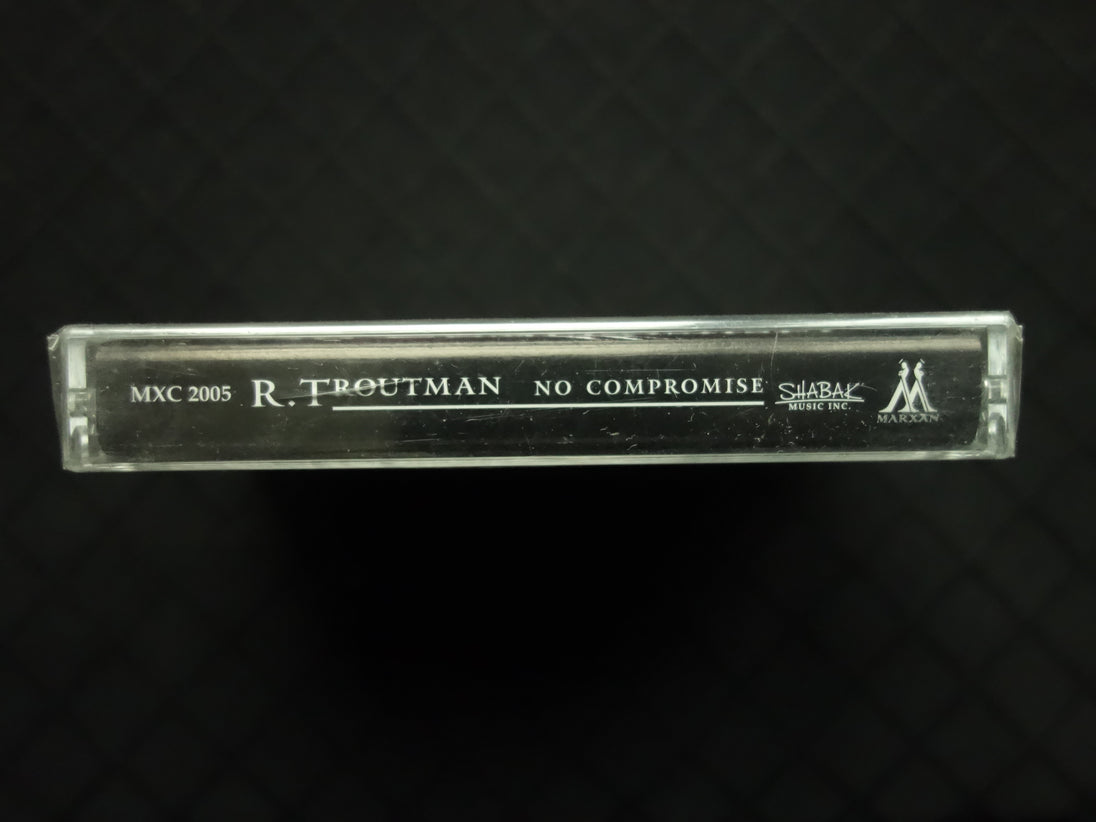 MXC 2005 R. TROUTMAN NO COMPROMISE SHABAK
MUSIC INC.
MARXAN